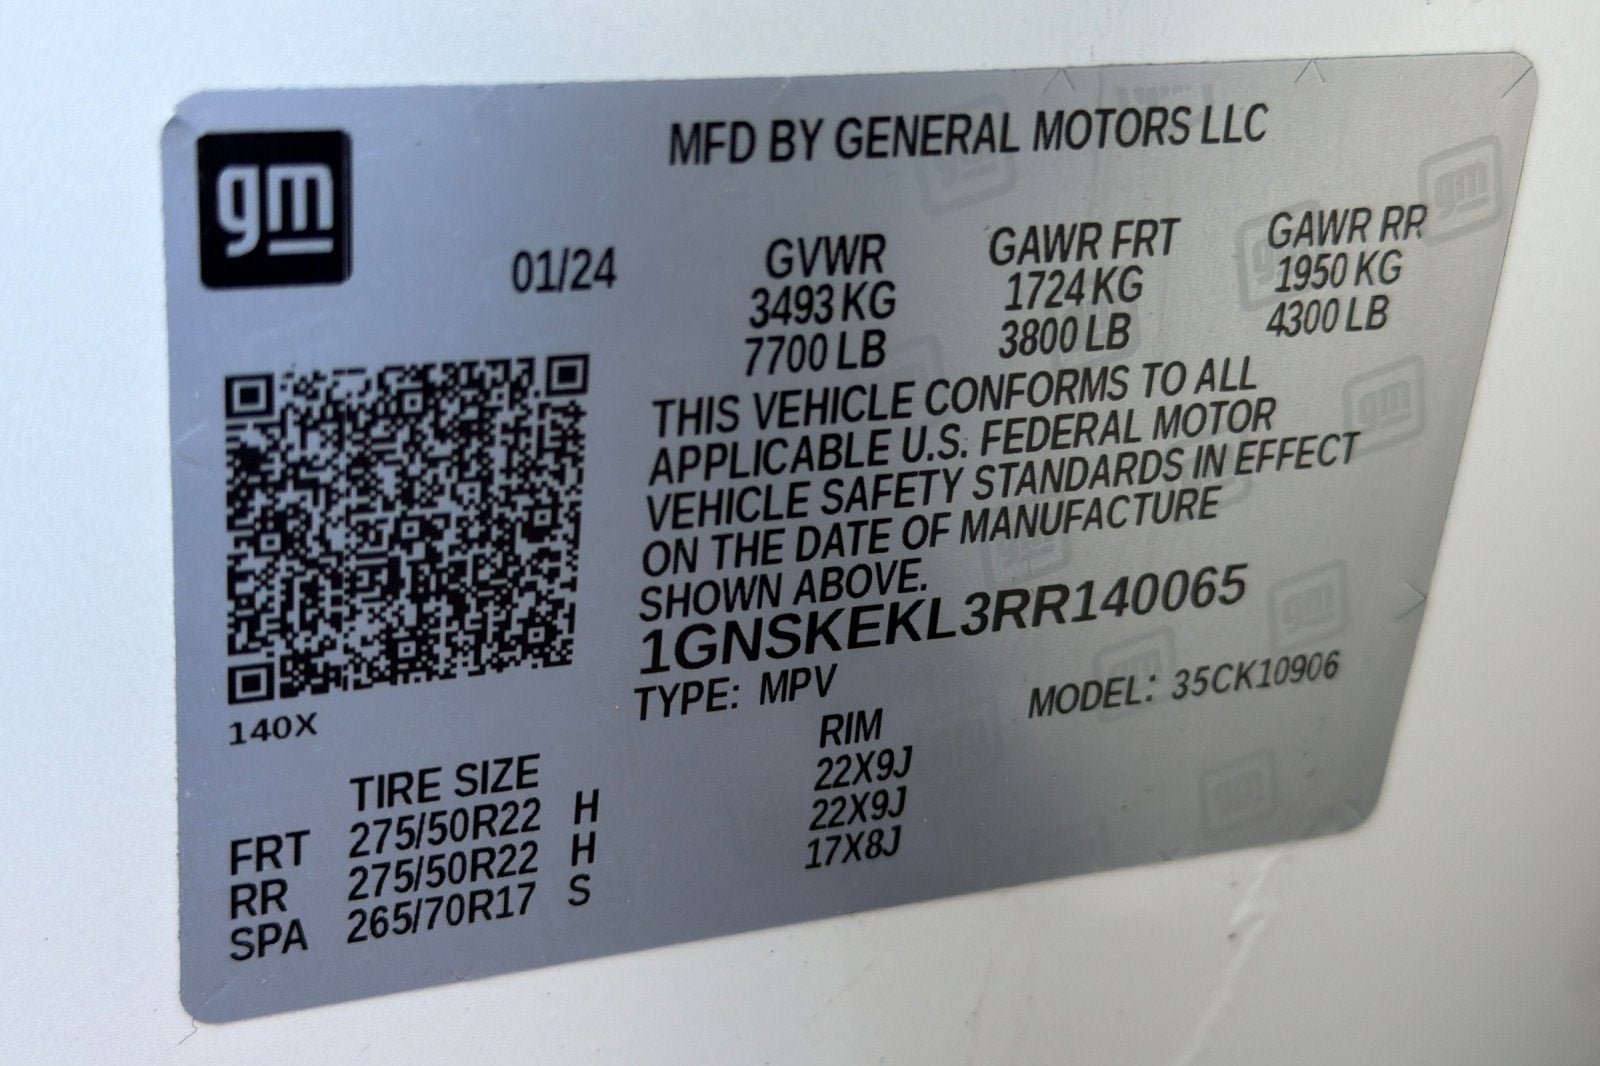 gm
MFD BY GENERAL MOTORS LLC
01/24
GVWR GAWR FRT GAWR RR
3493 KG 1724 KG 1950 KG
7700 LB 3800 LB 4300 LB
THIS VEHICLE CONFORMS TO ALL
APPLICABLE U.S. FEDERAL MOTOR
VEHICLE SAFETY STANDARDS IN EFFECT
ON THE DATE OF MANUFACTURE
SHOWN ABOVE.
1GNSKEKL3RR140065
TYPE: MPV MODEL: 35CK10906
140X
TIRE SIZE RIM
FRT 275/50R22 H 22X9J
RR 275/50R22 H 22X9J
SPA 265/70R17 S 17X8J